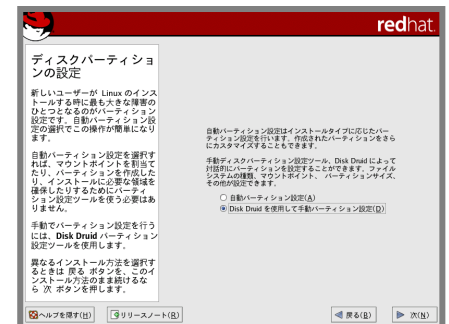 redhat.
ディスクパーティショ
ンの設定
新しいユーザーが Linux のインス
トールする時に最も大きな障害の
ひとつとなるのがパーティション
設定です。自動パーティション設
定の選択でこの操作が簡単になり
ます。
自動パーティション設定を選択す
れば、マウントポイントを割当て
たり、パーティションを作成した
り、インストールに必要な領域を
確保したりするためにパーティ
ション設定ツールを使う必要はあ
りません。
手動でパーティション設定を行う
には、Disk Druid パーティション
設定ツールを使用します。
異なるインストール方法を選択す
るときは 戻る ボタンを、このイ
ンストール方法のまま続けるな
ら 次 ボタンを押します。
自動パーティション設定はインストールタイプに応じたパー
ティション設定を行います。作成されたパーティションをさら
にカスタマイズすることもできます。
手動ディスクパーティション設定ツール、Disk Druid によって
対話的にパーティションを設定することができます。ファイル
システムの種類、マウントポイント、 パーティションサイズ、
その他が設定できます。
自動パーティション設定(A)
Disk Druid を使用して手動パーティション設定(D)
ヘルプを隠す(H)
リリースノート(R)
戻る(B)
次(N)